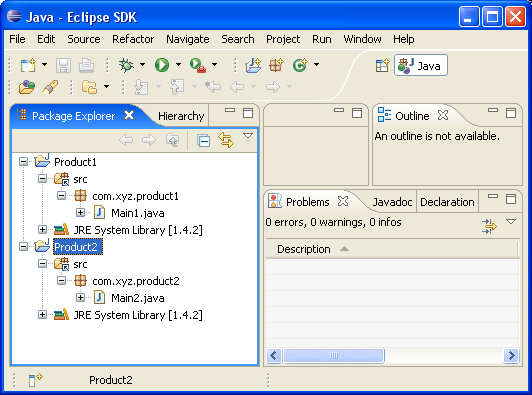 Java - Eclipse SDK
File Edit Source Refactor Navigate Search Project Run Window Help
Java
Package Explorer Hierarchy
Product1
src
com.xyz.product1
Main1.java
JRE System Library [1.4.2]
Product2
src
com.xyz.product2
Main2.java
JRE System Library [1.4.2]
Outline
An outline is not available.
Problems Javadoc Declaration
0 errors, 0 warnings, 0 infos
Description
Product2